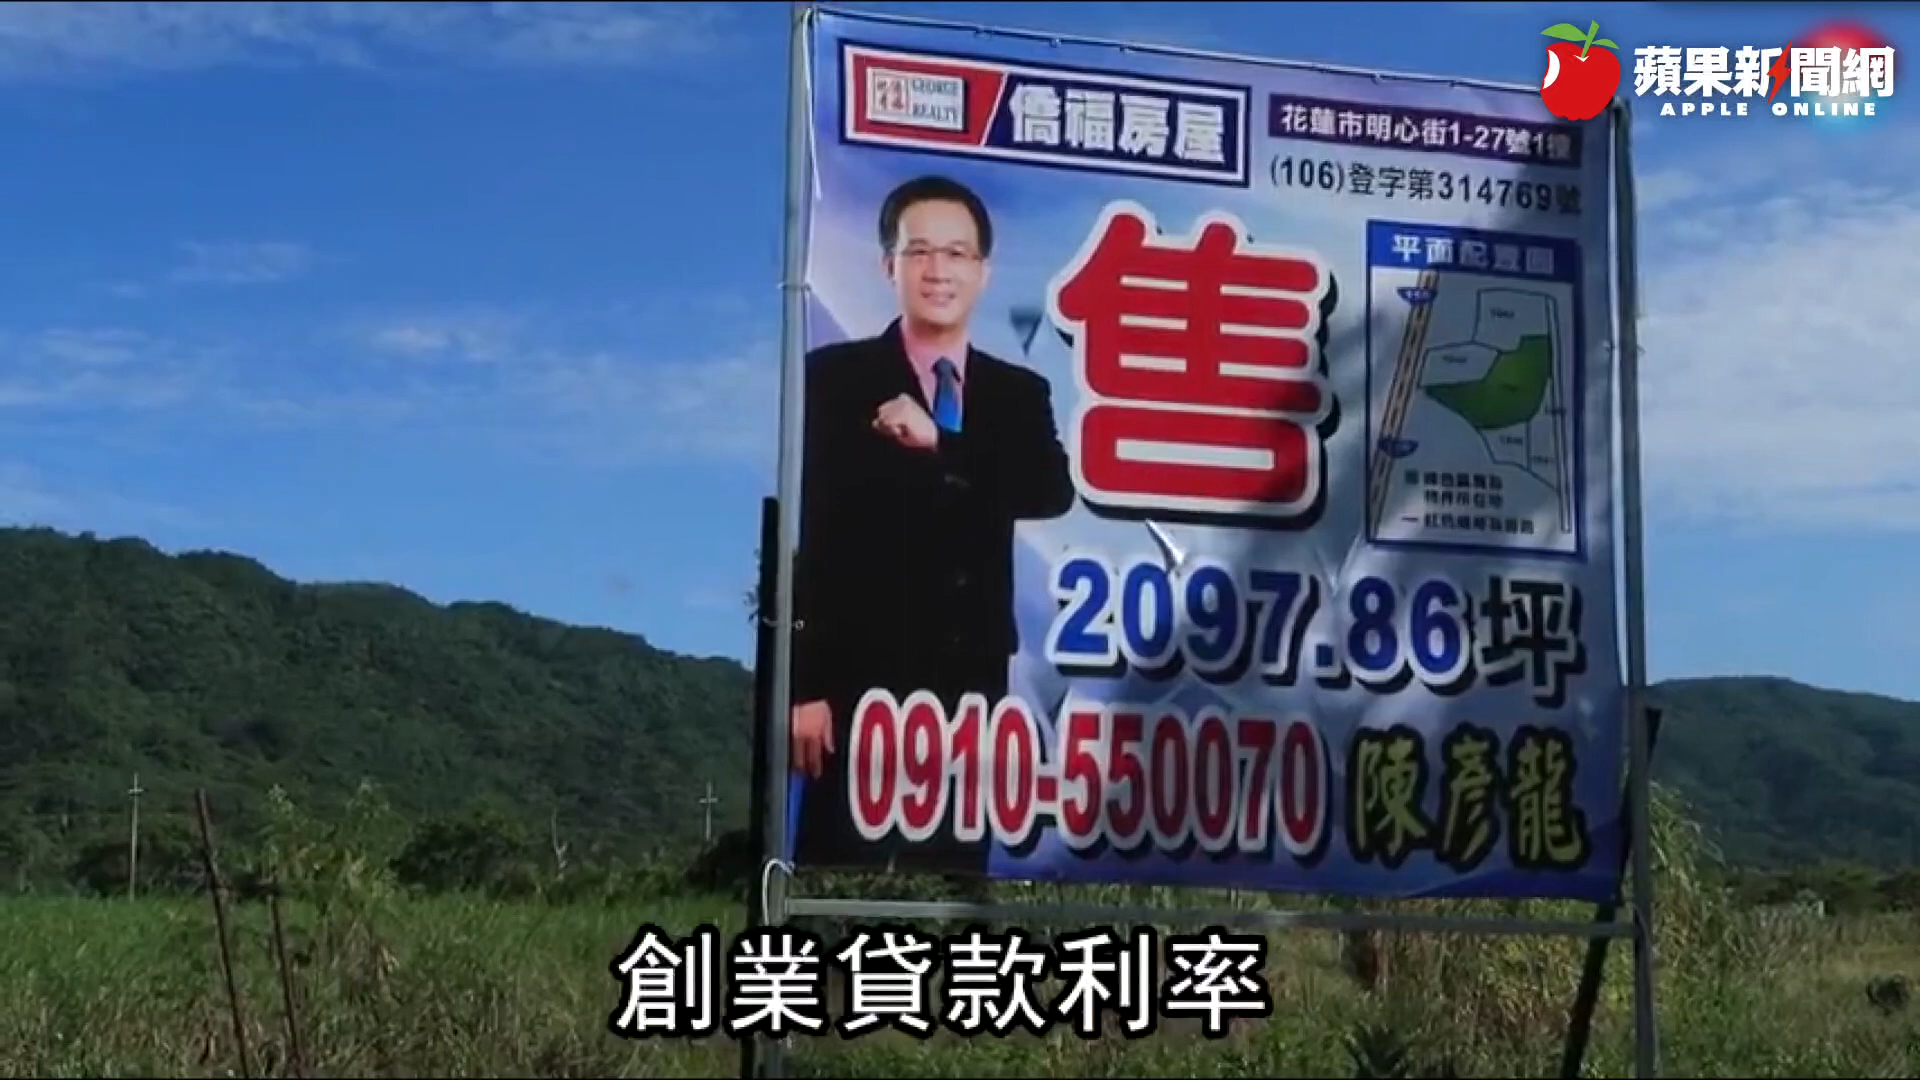 蘋果新聞網
APPLE ONLINE
GEORGE
REALTY
僑福房屋
花蓮市明心街1-27號1樓
(106)登字第314769號
售
平面配置圖
2097.86坪
0910-550070 陳彥龍
創業貸款利率